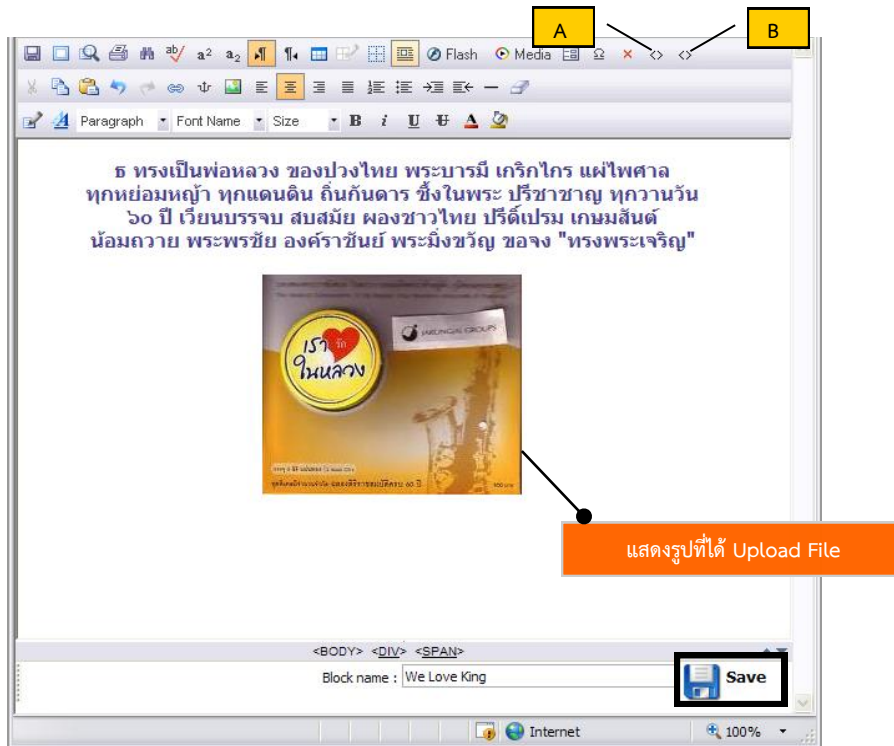 A
B
Flash
Media
Paragraph
Font Name
Size
B i U
ธ ทรงเป็นพ่อหลวง ของปวงไทย พระบารมี เกริกไกร แผ่ไพศาล
ทุกหย่อมหญ้า ทุกแดนดิน ถิ่นกันดาร ซึ้งในพระ ปรีชาชาญ ทุกวานวัน
๖๐ ปี เวียนบรรจบ สบสมัย ผองชาวไทย ปรีดิ์เปรม เกษมสันต์
น้อมถวาย พระพรชัย องค์ราชันย์ พระมิ่งขวัญ ขอจง "ทรงพระเจริญ"
JARUNGJAI GROUPS
เรา รัก
ในหลวง
แสดงรูปที่ได้ Upload File
<BODY> <DIV> <SPAN>
Block name : We Love King
Save
Internet
100%